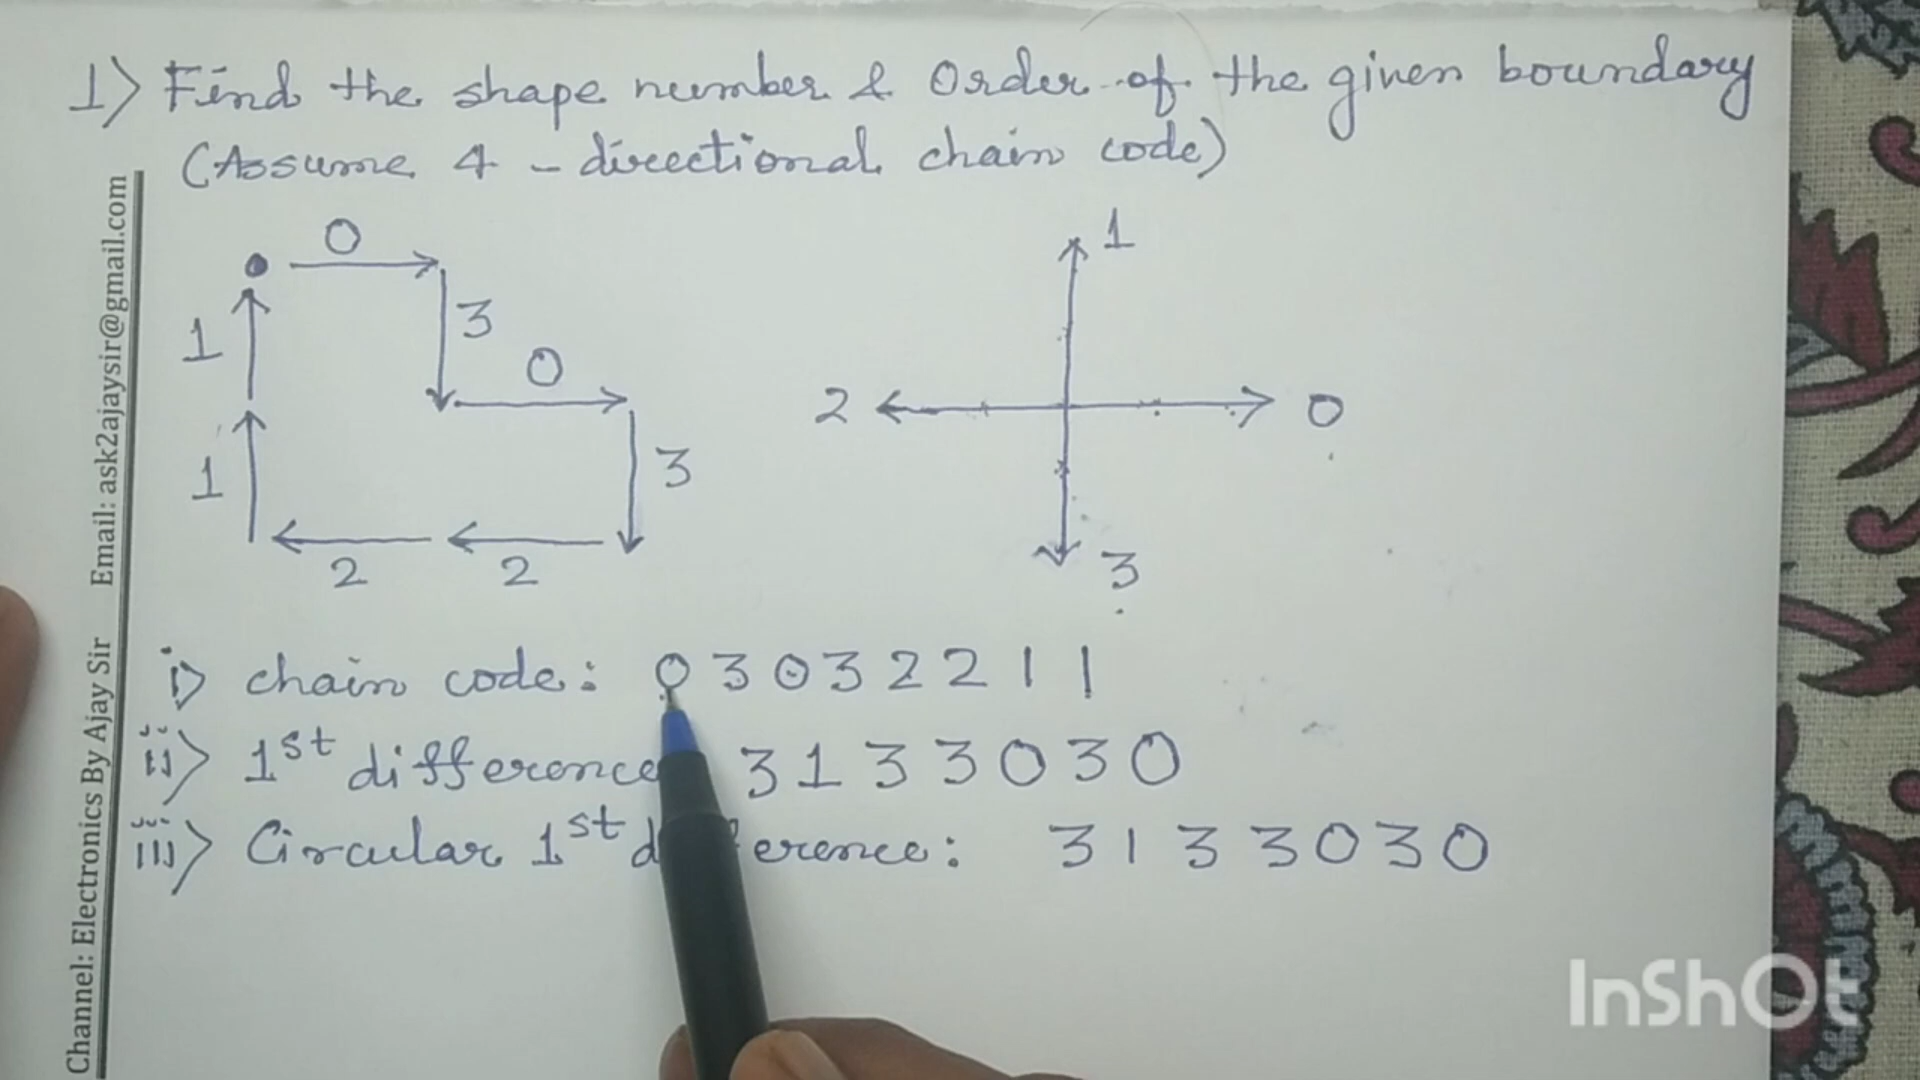 1) Find the shape number & Order of the given boundary
(Assume 4 - directional chain code)
0
1
3
1
0
2
0
1
3
2
2
3
i) chain code: 0 3 0 3 2 2 1 1
ii) 1st difference 3 1 3 3 0 3 0
iii) Circular 1st difference: 3 1 3 3 0 3 0
Channel: Electronics By Ajay Sir Email: ask2ajaysir@gmail.com
InShOt